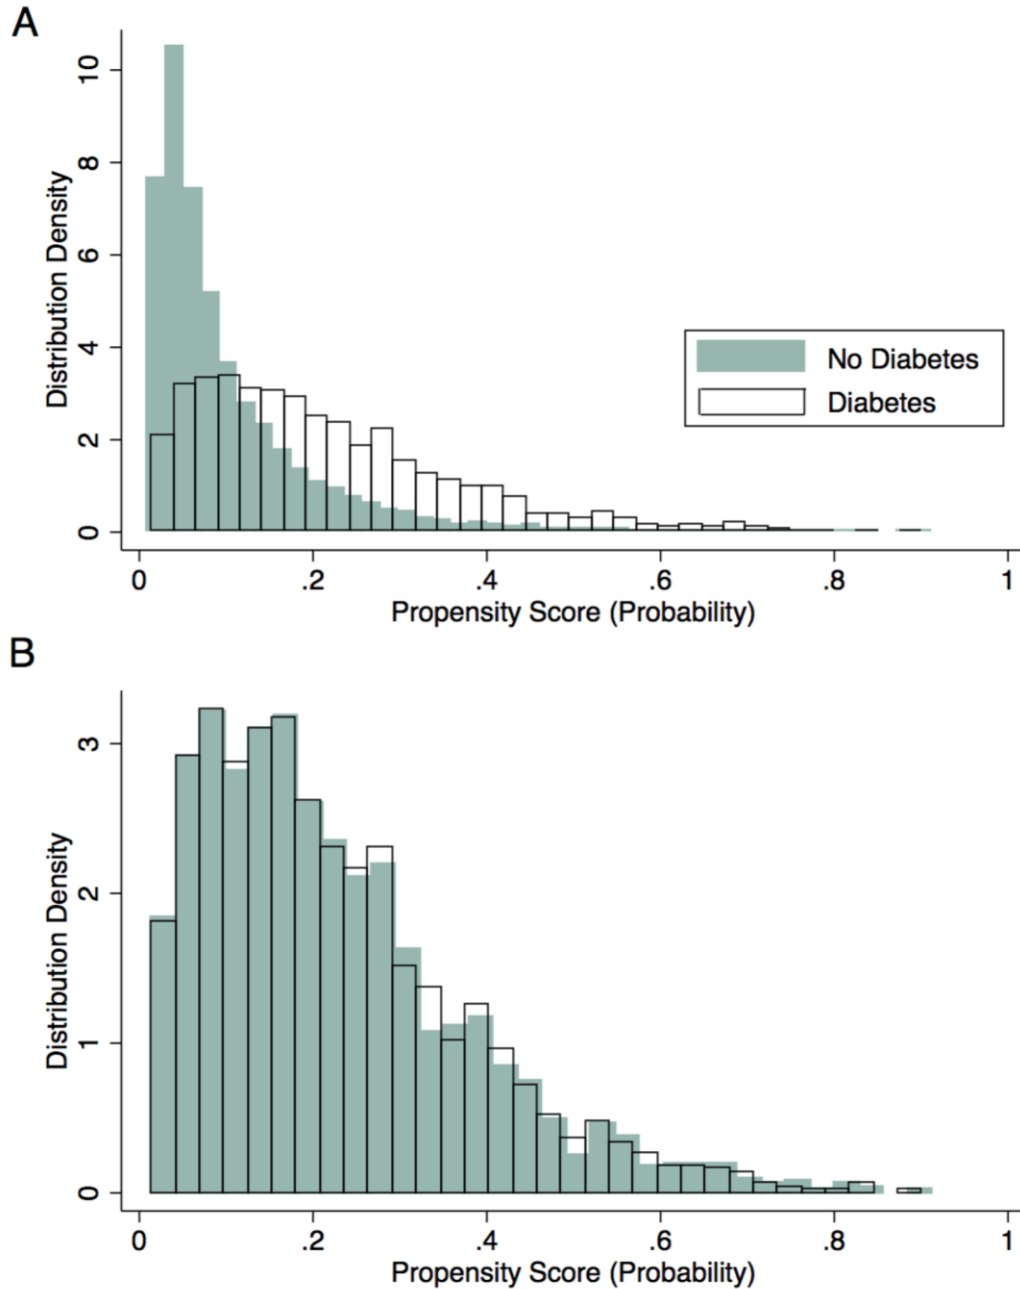 A
Distribution Density
10
8
6
4
2
0
No Diabetes
Diabetes
0 .2 .4 .6 .8 1
Propensity Score (Probability)
B
Distribution Density
3
2
1
0
0 .2 .4 .6 .8 1
Propensity Score (Probability)